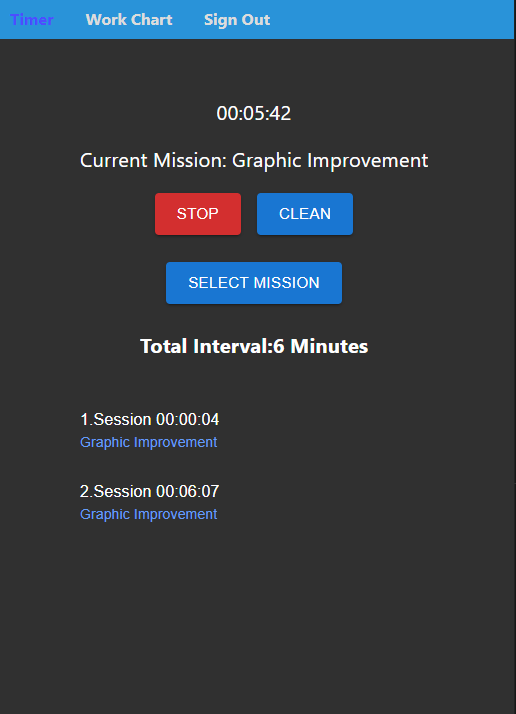 Timer Work Chart Sign Out
00:05:42
Current Mission: Graphic Improvement
STOP CLEAN
SELECT MISSION
Total Interval:6 Minutes
1.Session 00:00:04
Graphic Improvement
2.Session 00:06:07
Graphic Improvement